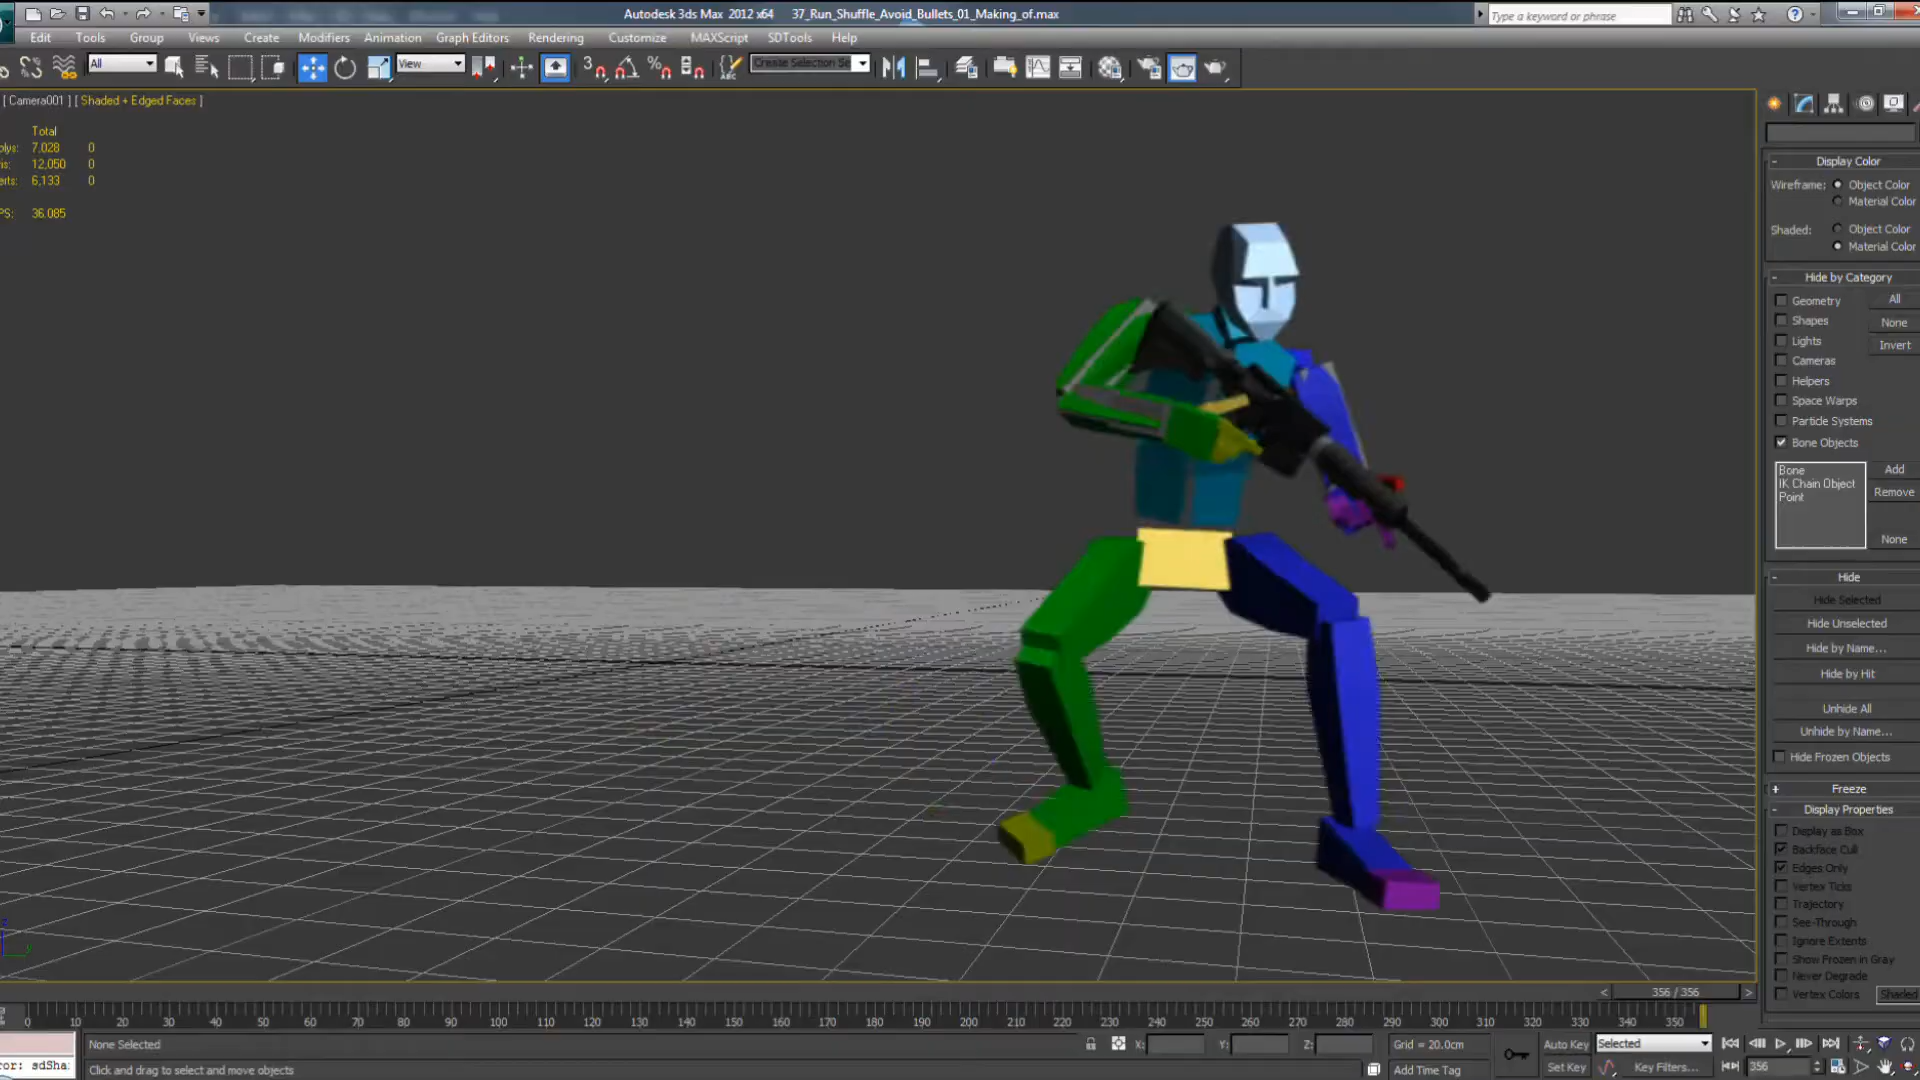 Autodesk 3ds Max 2012 x64 37_Run_Shuffle_Avoid_Bullets_01_Making_of.max
Type a keyword or phrase
Edit Tools Group Views Create Modifiers Animation Graph Editors Rendering Customize MAXScript SDTools Help
All View Create Selection Se
[ Camera001 ] [ Shaded + Edged Faces ]
Total
olys: 7,028 0
ris: 12,050 0
erts: 6,133 0
PS: 36.085
Display Color
Wireframe: Object Color
Material Color
Shaded: Object Color
Material Color
Hide by Category
Geometry All
Shapes
None
Lights
Invert
Cameras
Helpers
Space Warps
Particle Systems
Bone Objects
Bone Add
IK Chain Object
Point Remove
None
Hide
Hide Selected
Hide Unselected
Hide by Name...
Hide by Hit
Unhide All
Unhide by Name...
Hide Frozen Objects
+ Freeze
- Display Properties
Display as Box
Backface Cull
Edges Only
Vertex Ticks
Trajectory
See-Through
Ignore Extents
Show Frozen in Gray
Never Degrade
Vertex Colors Shaded
< 356 / 356 >
0 10 20 30 40 50 60 70 80 90 100 110 120 130 140 150 160 170 180 190 200 210 220 230 240 250 260 270 280 290 300 310 320 330 340 350
None Selected X: Y: Z: Grid = 20.0cm Auto Key Selected
ror: sdSha Click and drag to select and move objects Add Time Tag Set Key Key Filters... 356